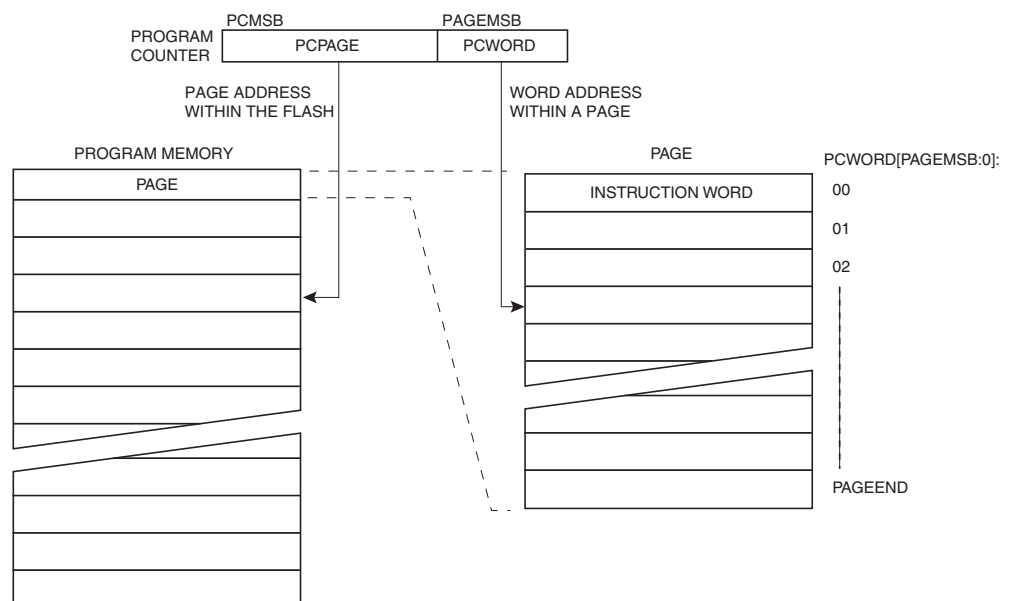 PCMSB
PAGEMSB
PROGRAM
COUNTER
PCPAGE
PCWORD
PAGE ADDRESS
WITHIN THE FLASH
WORD ADDRESS
WITHIN A PAGE
PROGRAM MEMORY
PAGE
PAGE
PCWORD[PAGEMSB:0]:
INSTRUCTION WORD
00
01
02
PAGEEND